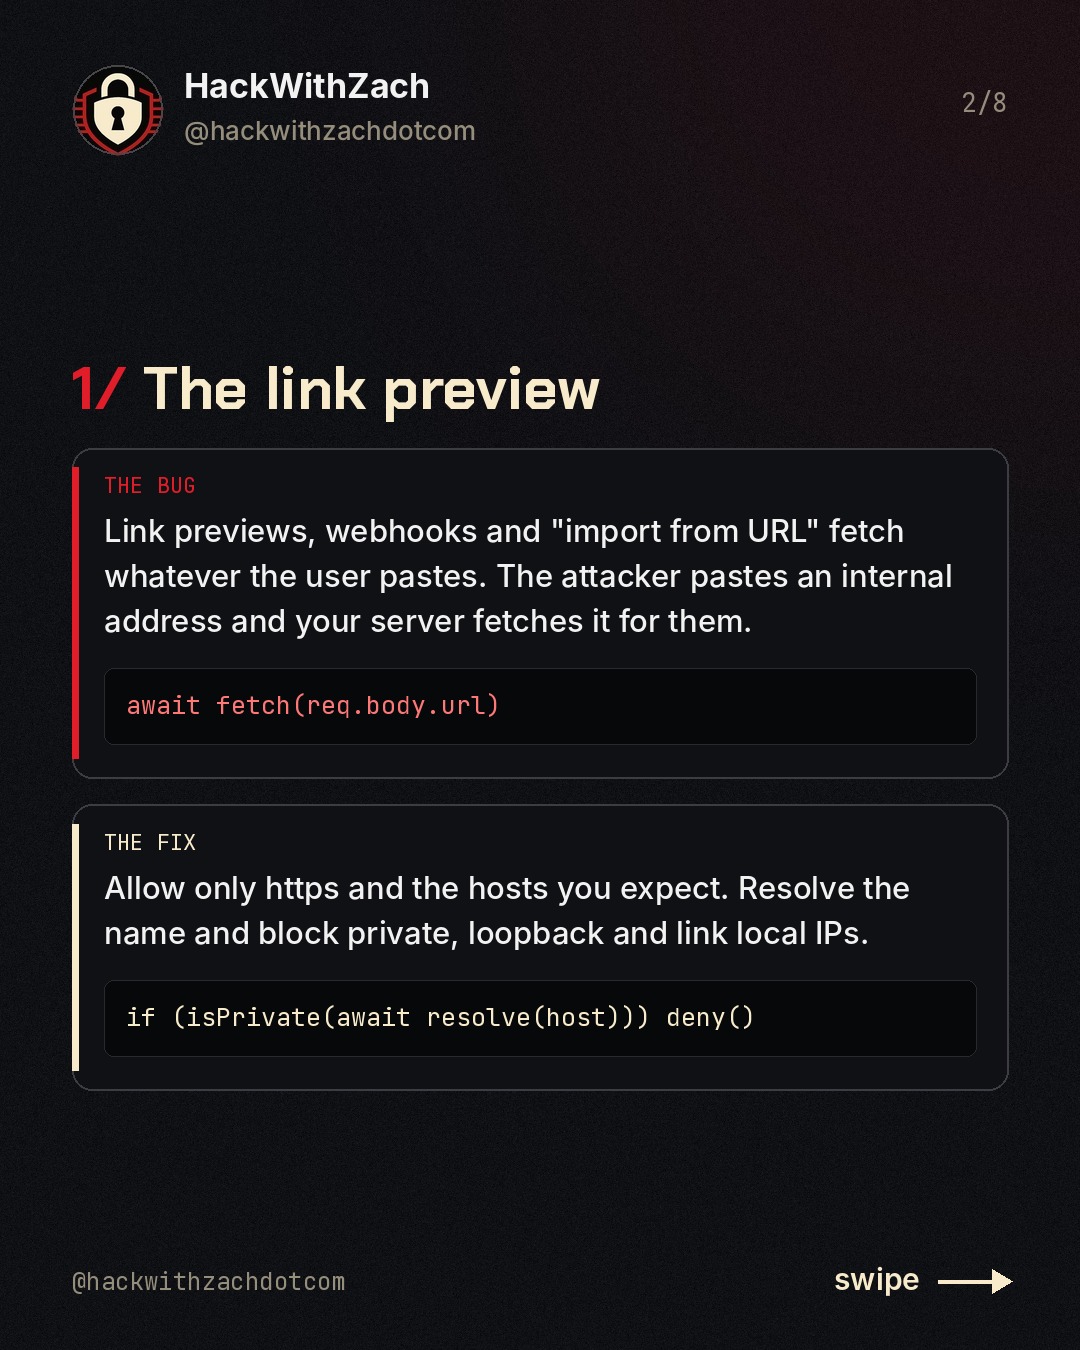 HackWithZach
@hackwithzachdotcom
2/8
1/ The link preview
THE BUG
Link previews, webhooks and "import from URL" fetch
whatever the user pastes. The attacker pastes an internal
address and your server fetches it for them.
await fetch(req.body.url)
THE FIX
Allow only https and the hosts you expect. Resolve the
name and block private, loopback and link local IPs.
if (isPrivate(await resolve(host))) deny()
@hackwithzachdotcom
swipe